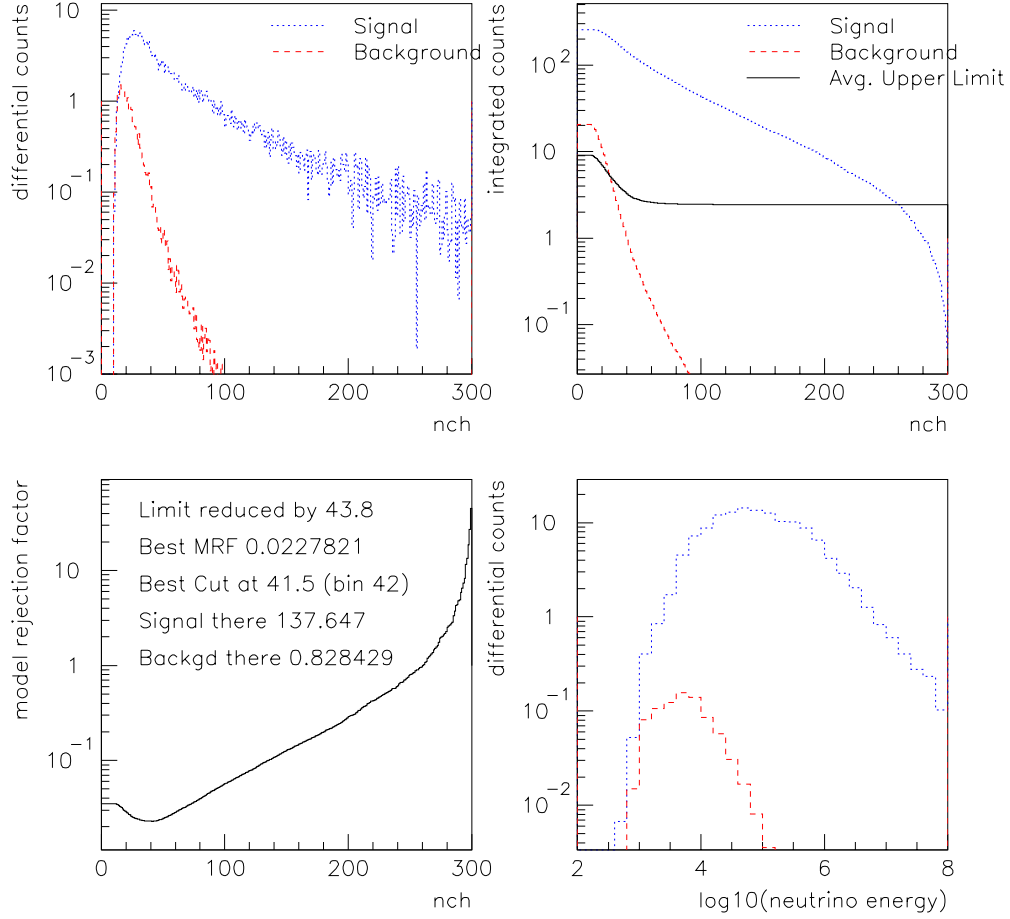 differential counts
Signal
Background
10
1
10⁻¹
10⁻²
10⁻³
0 100 200 300
nch
integrated counts
Signal
Background
Avg. Upper Limit
10²
10
1
10⁻¹
0 100 200 300
nch
model rejection factor
Limit reduced by 43.8
Best MRF 0.0227821
Best Cut at 41.5 (bin 42)
Signal there 137.647
Backgd there 0.828429
10
1
10⁻¹
0 100 200 300
nch
differential counts
10
1
10⁻¹
10⁻²
2 4 6 8
log10(neutrino energy)